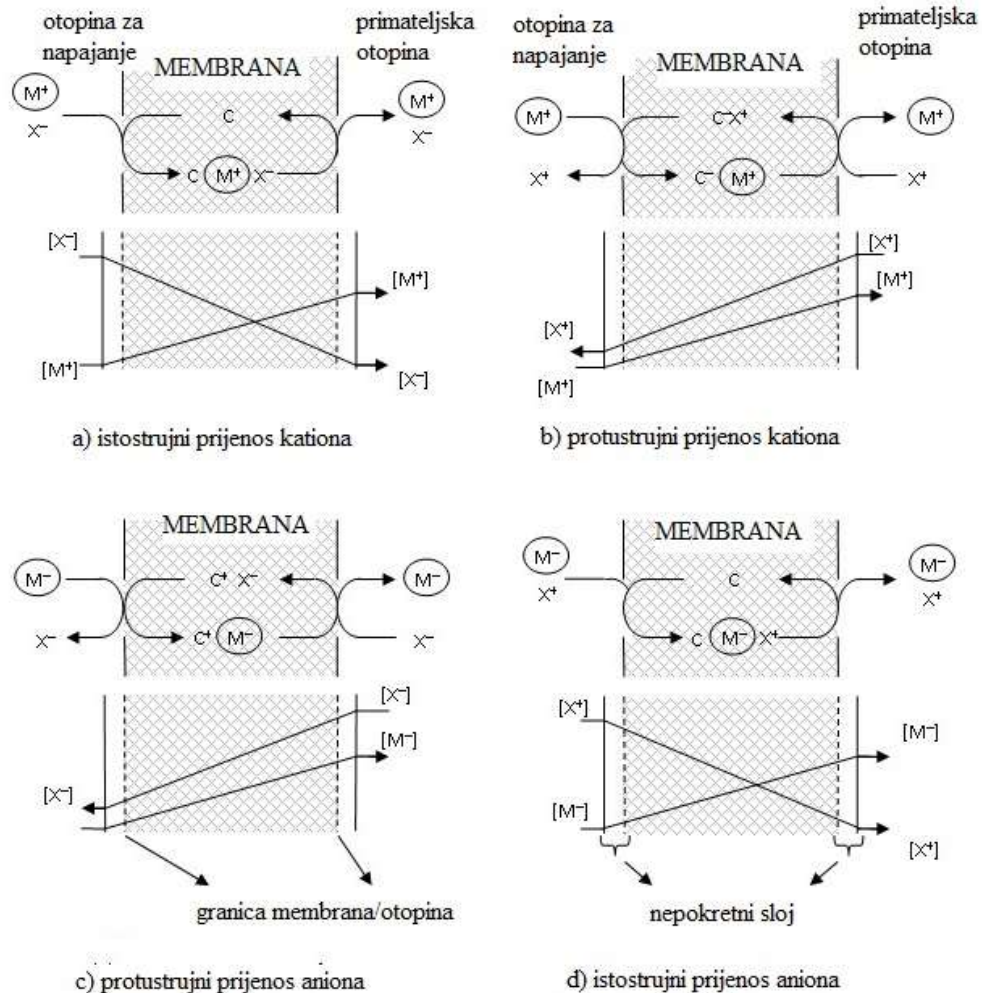 otopina za
napajanje
MEMBRANA
primateljska
otopina
M⁺
X⁻
C
M⁺
X⁻
C M⁺ X⁻
[X⁻]
[M⁺]
[M⁺]
[X⁻]
a) istostrujni prijenos kationa
otopina za
napajanje
MEMBRANA
primateljska
otopina
M⁺
C⁻X⁺
M⁺
X⁺
C⁻ M⁺
X⁺
[X⁺]
[M⁺]
[X⁺]
[M⁺]
b) protustrujni prijenos kationa
MEMBRANA
M⁻
C⁺ X⁻
M⁻
X⁻
C⁺ M⁻
X⁻
[X⁻]
[M⁻]
[X⁻]
granica membrana/otopina
c) protustrujni prijenos aniona
MEMBRANA
M⁻
X⁺
C
M⁻
X⁺
C M⁻ X⁺
[X⁺]
[M⁻]
[M⁻]
[X⁺]
nepokretni sloj
d) istostrujni prijenos aniona